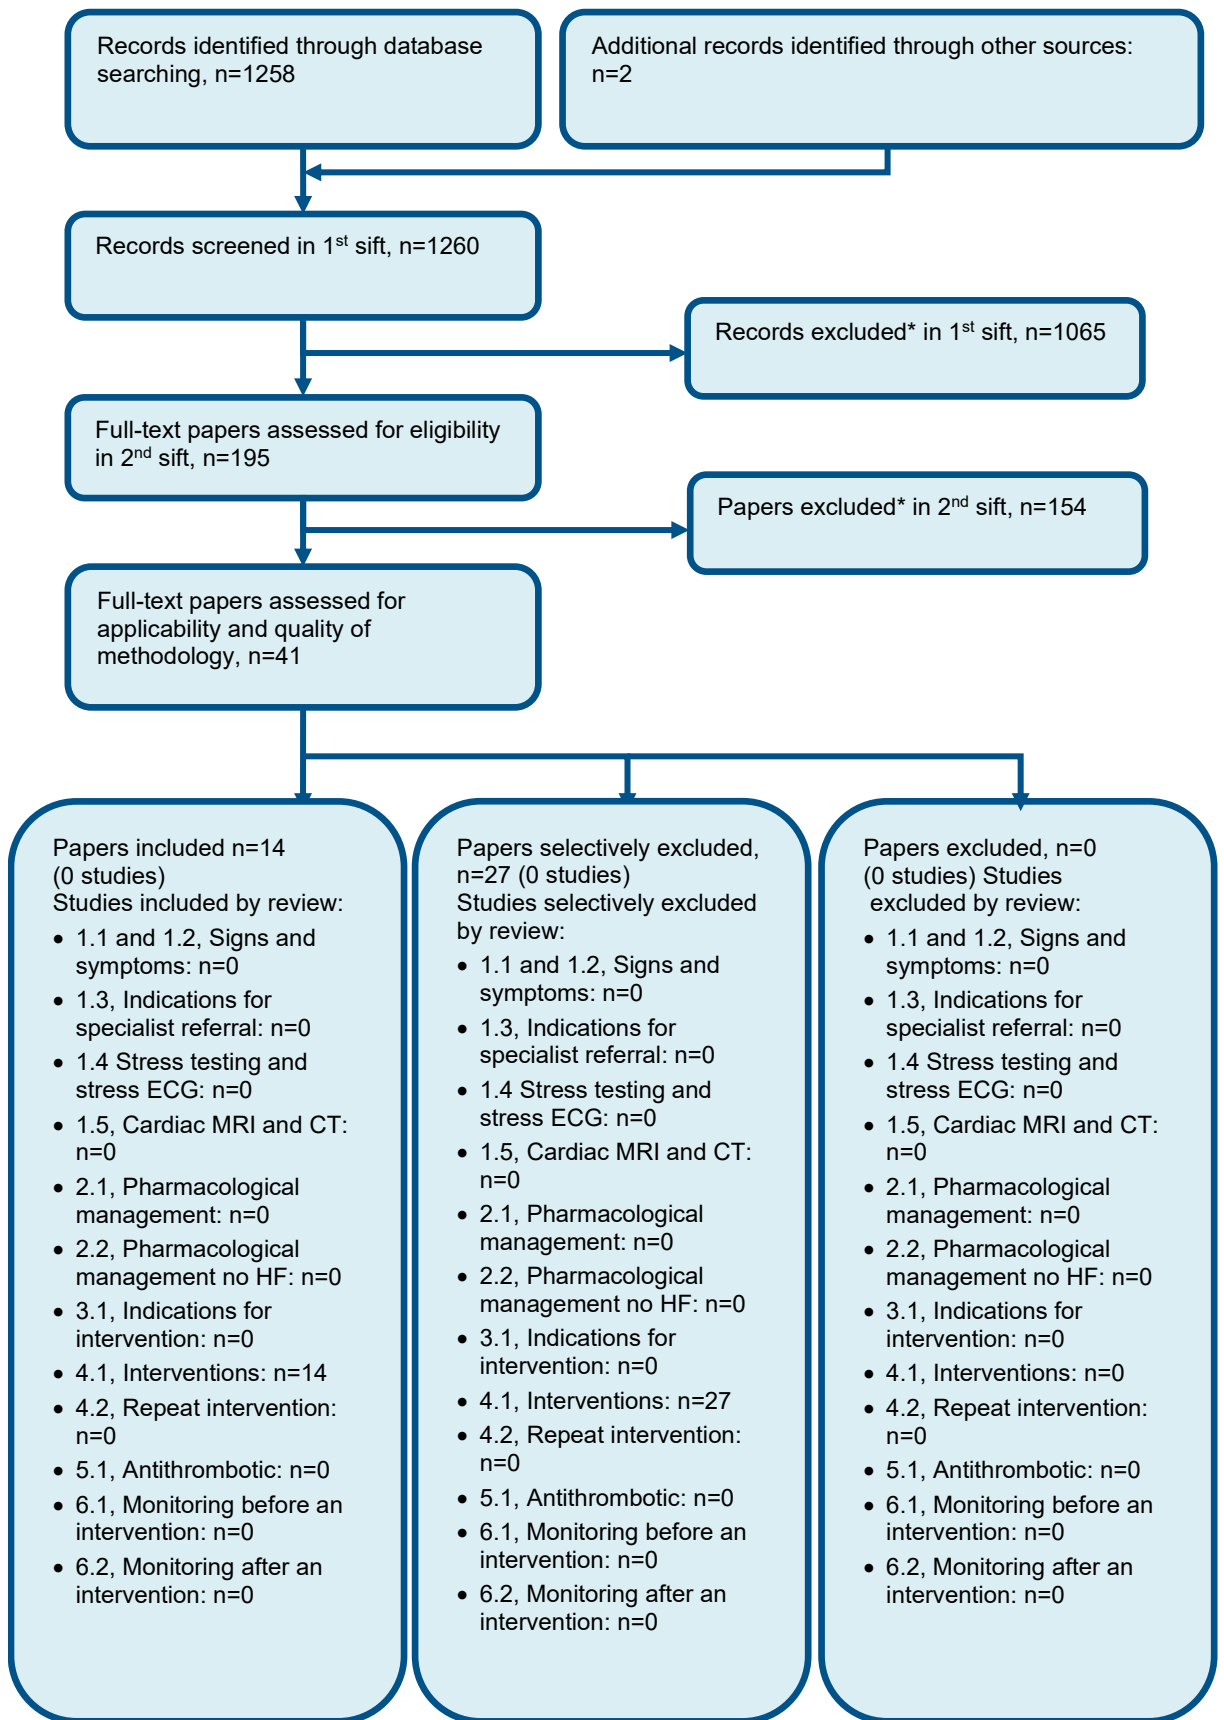 Records identified through database
searching, n=1258
Additional records identified through other sources:
n=2
Records screened in 1st sift, n=1260
Records excluded* in 1st sift, n=1065
Full-text papers assessed for eligibility
in 2nd sift, n=195
Papers excluded* in 2nd sift, n=154
Full-text papers assessed for
applicability and quality of
methodology, n=41
Papers included n=14
(0 studies)
Studies included by review:
• 1.1 and 1.2, Signs and
symptoms: n=0
• 1.3, Indications for
specialist referral: n=0
• 1.4 Stress testing and
stress ECG: n=0
• 1.5, Cardiac MRI and CT:
n=0
• 2.1, Pharmacological
management: n=0
• 2.2, Pharmacological
management no HF: n=0
• 3.1, Indications for
intervention: n=0
• 4.1, Interventions: n=14
• 4.2, Repeat intervention:
n=0
• 5.1, Antithrombotic: n=0
• 6.1, Monitoring before an
intervention: n=0
• 6.2, Monitoring after an
intervention: n=0
Papers selectively excluded,
n=27 (0 studies)
Studies selectively excluded
by review:
• 1.1 and 1.2, Signs and
symptoms: n=0
• 1.3, Indications for
specialist referral: n=0
• 1.4 Stress testing and
stress ECG: n=0
• 1.5, Cardiac MRI and CT:
n=0
• 2.1, Pharmacological
management: n=0
• 2.2, Pharmacological
management no HF: n=0
• 3.1, Indications for
intervention: n=0
• 4.1, Interventions: n=27
• 4.2, Repeat intervention:
n=0
• 5.1, Antithrombotic: n=0
• 6.1, Monitoring before an
intervention: n=0
• 6.2, Monitoring after an
intervention: n=0
Papers excluded, n=0
(0 studies) Studies
excluded by review:
• 1.1 and 1.2, Signs and
symptoms: n=0
• 1.3, Indications for
specialist referral: n=0
• 1.4 Stress testing and
stress ECG: n=0
• 1.5, Cardiac MRI and CT:
n=0
• 2.1, Pharmacological
management: n=0
• 2.2, Pharmacological
management no HF: n=0
• 3.1, Indications for
intervention: n=0
• 4.1, Interventions: n=0
• 4.2, Repeat intervention:
n=0
• 5.1, Antithrombotic: n=0
• 6.1, Monitoring before an
intervention: n=0
• 6.2, Monitoring after an
intervention: n=0